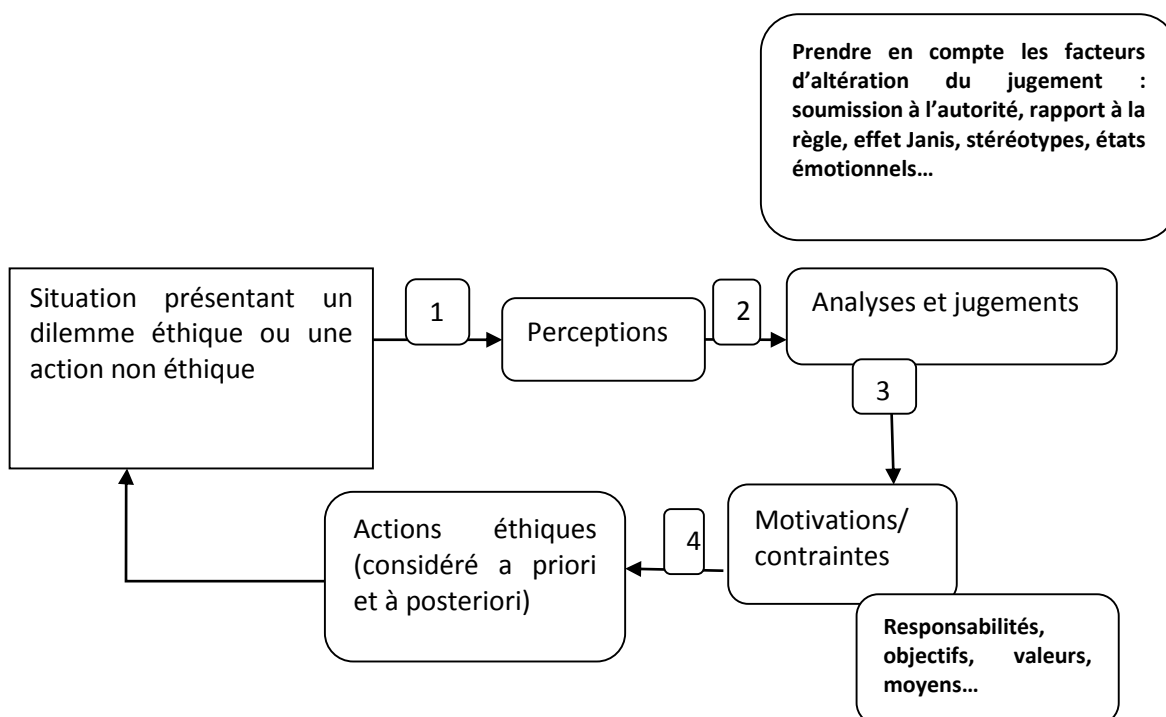 Prendre en compte les facteurs
d’altération du jugement :
soumission à l’autorité, rapport à la
règle, effet Janis, stéréotypes, états
émotionnels…
Situation présentant un
dilemme éthique ou une
action non éthique
1
Perceptions
2
Analyses et jugements
3
Motivations/
contraintes
4
Actions éthiques
(considéré a priori
et à posteriori)
Responsabilités,
objectifs, valeurs,
moyens…